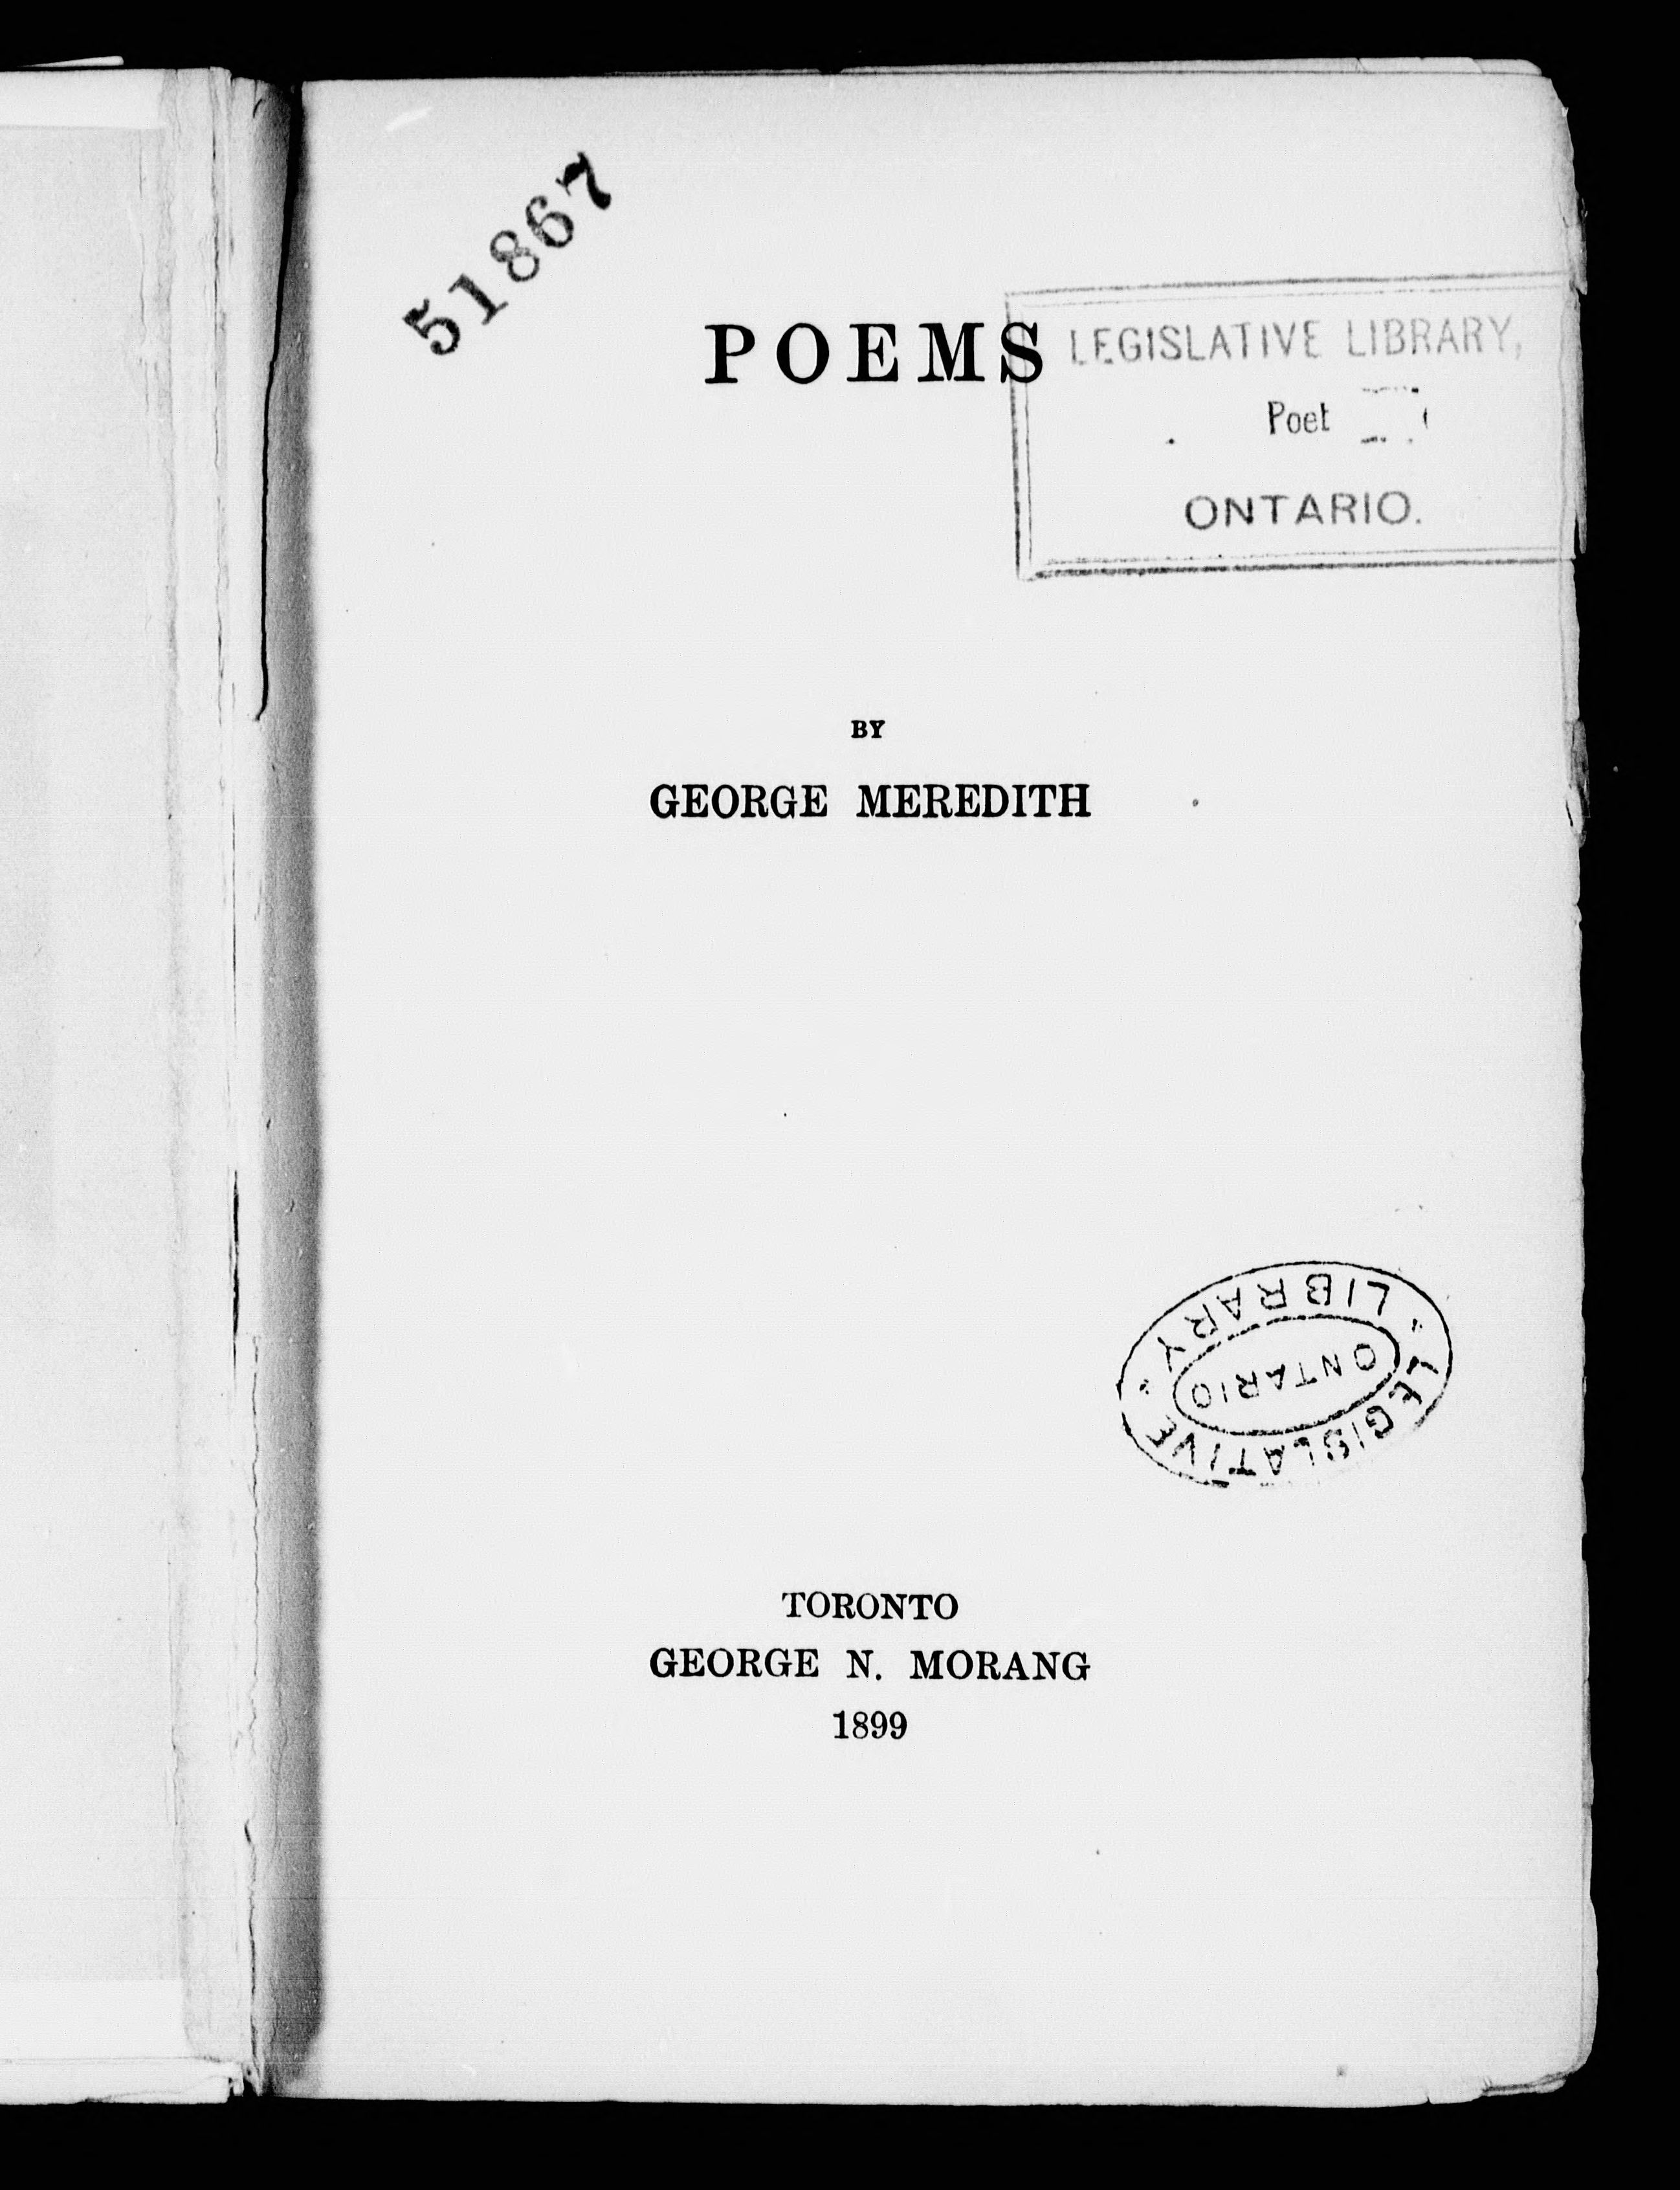 51867
POEMS
LEGISLATIVE LIBRARY,
Poet
ONTARIO.
BY
GEORGE MEREDITH
LEGISLATIVE
LIBRARY
ONTARIO
TORONTO
GEORGE N. MORANG
1899